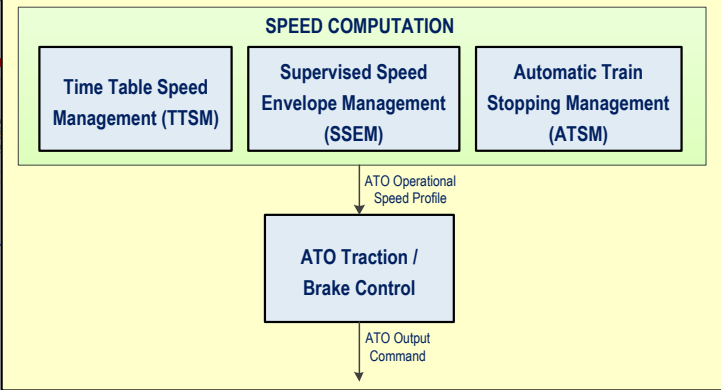 SPEED COMPUTATION
Time Table Speed
Management (TTSM)
Supervised Speed
Envelope Management
(SSEM)
Automatic Train
Stopping Management
(ATSM)
ATO Operational
Speed Profile
ATO Traction /
Brake Control
ATO Output
Command